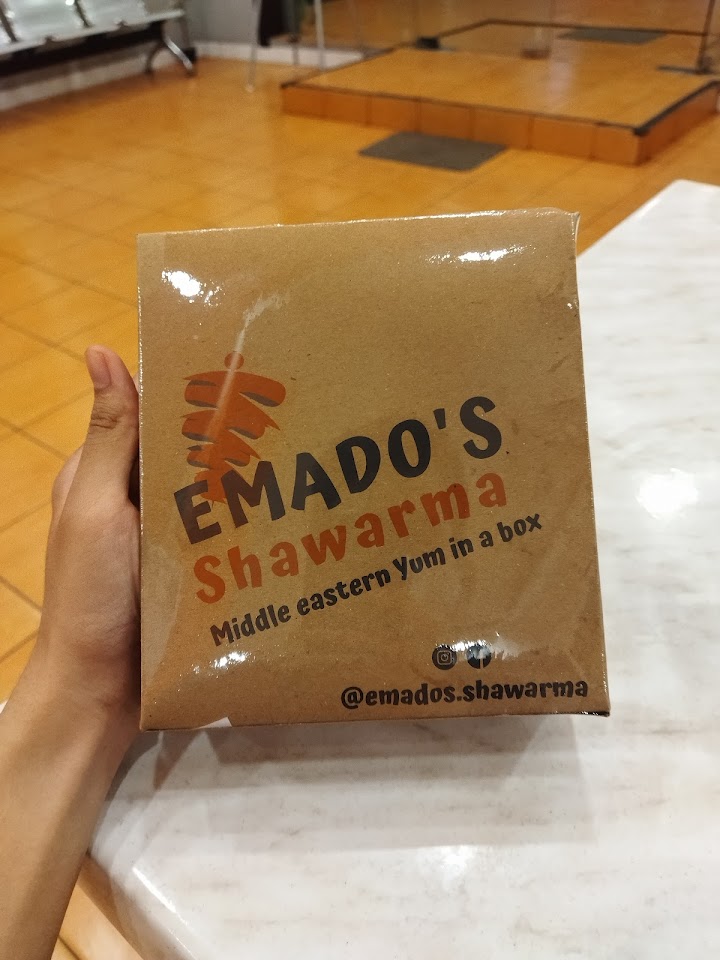 EMADO'S
Shawarma
Middle eastern Yum in a box
@emados.shawarma